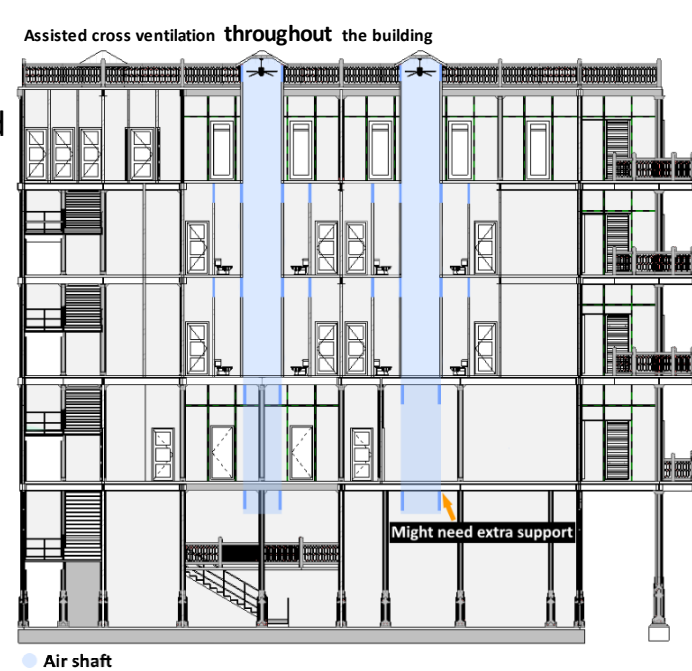 Assisted cross ventilation throughout the building
Might need extra support
Air shaft